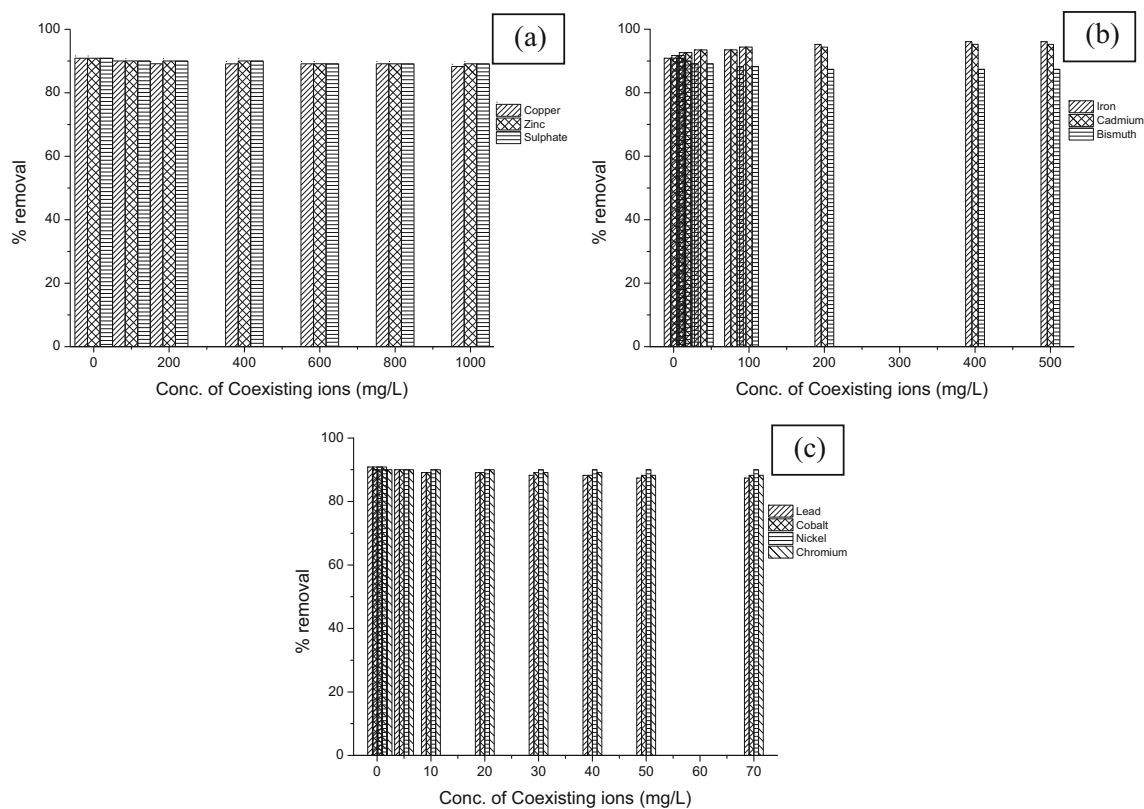 (a)
100
80
60
40
20
0
% removal
0 200 400 600 800 1000
Conc. of Coexisting ions (mg/L)
Copper
Zinc
Sulphate
(b)
100
80
60
40
20
0
% removal
0 100 200 300 400 500
Conc. of Coexisting ions (mg/L)
Iron
Cadmium
Bismuth
(c)
100
80
60
40
20
0
% removal
0 10 20 30 40 50 60 70
Conc. of Coexisting ions (mg/L)
Lead
Cobalt
Nickel
Chromium